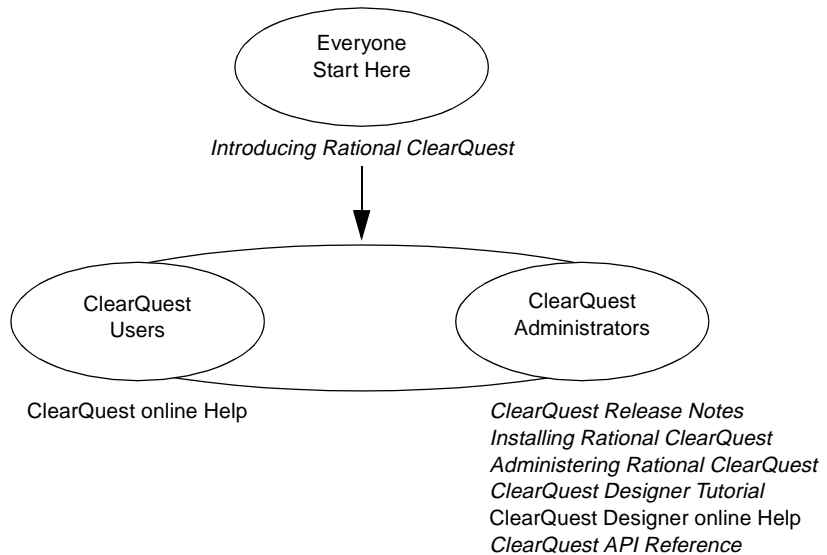 Everyone
Start Here
Introducing Rational ClearQuest
ClearQuest
Users
ClearQuest
Administrators
ClearQuest online Help
ClearQuest Release Notes
Installing Rational ClearQuest
Administering Rational ClearQuest
ClearQuest Designer Tutorial
ClearQuest Designer online Help
ClearQuest API Reference